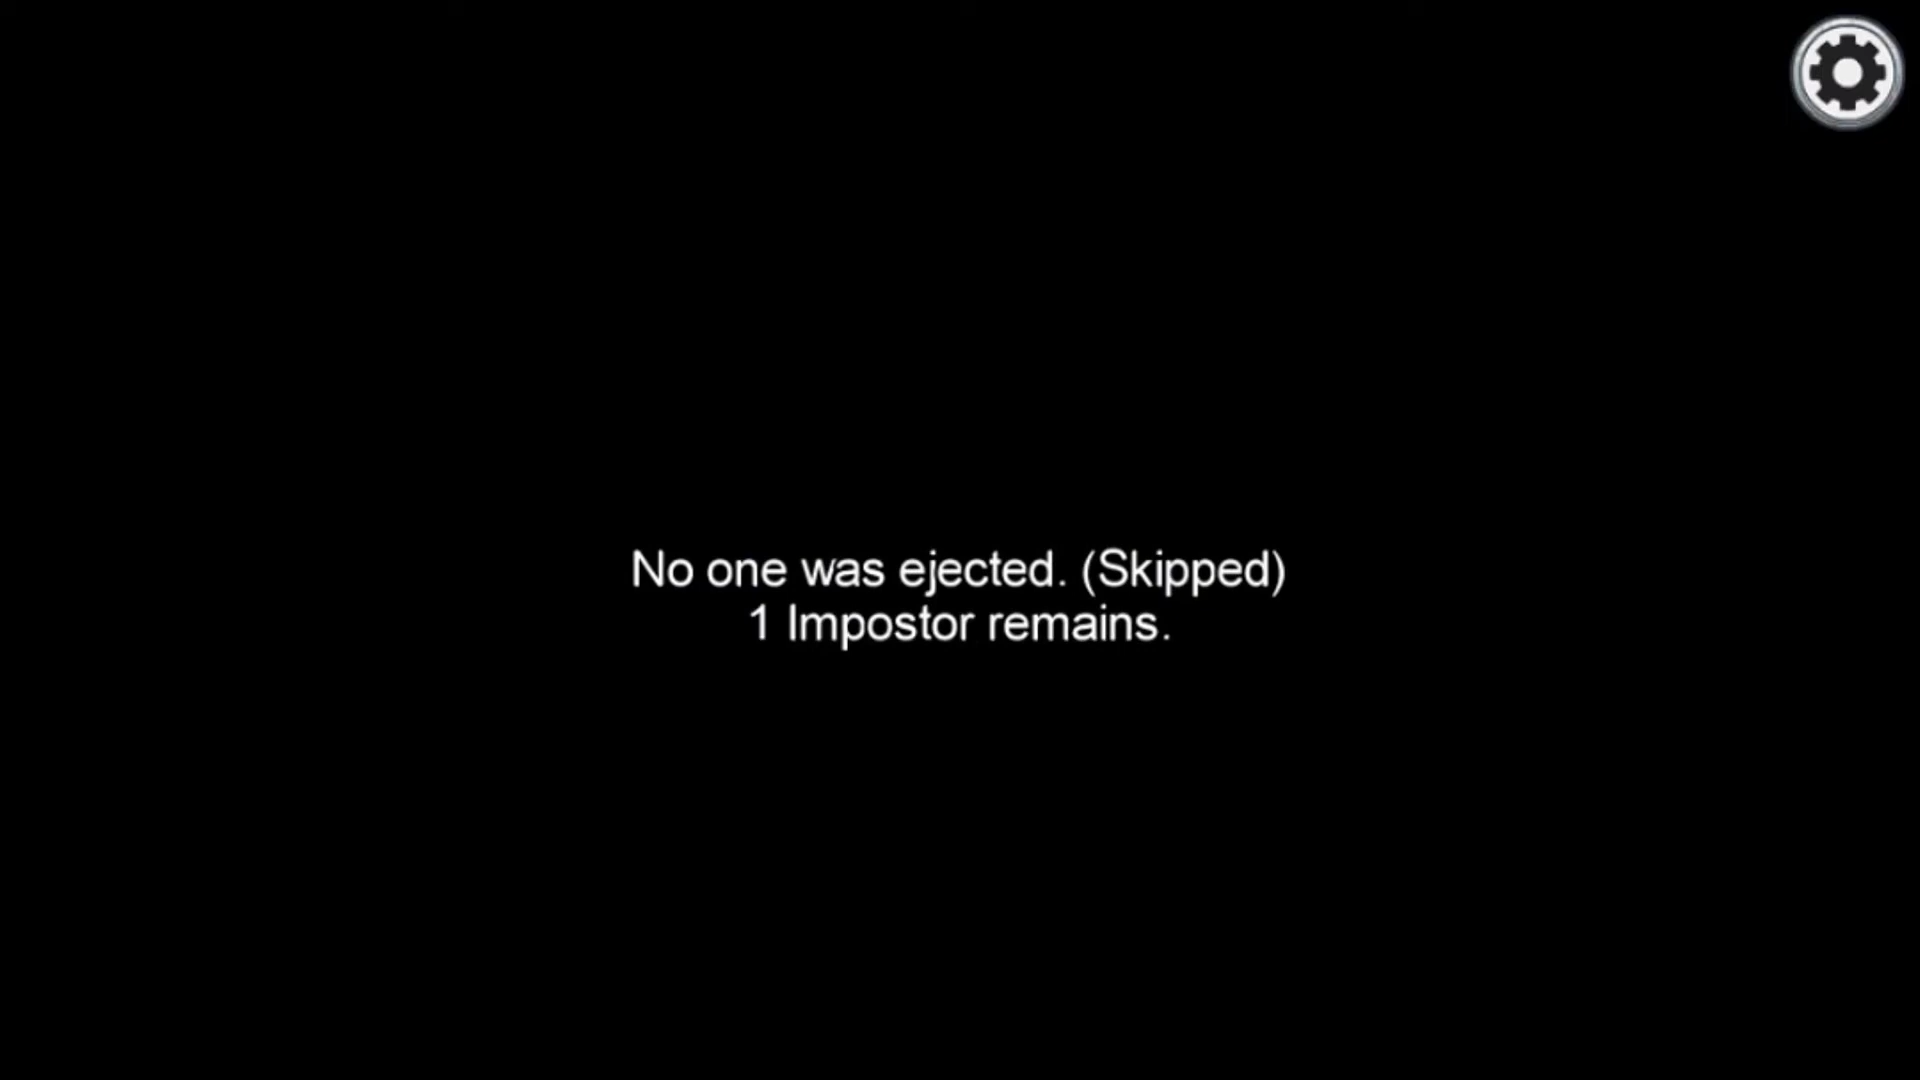 No one was ejected. (Skipped)
1 Impostor remains.